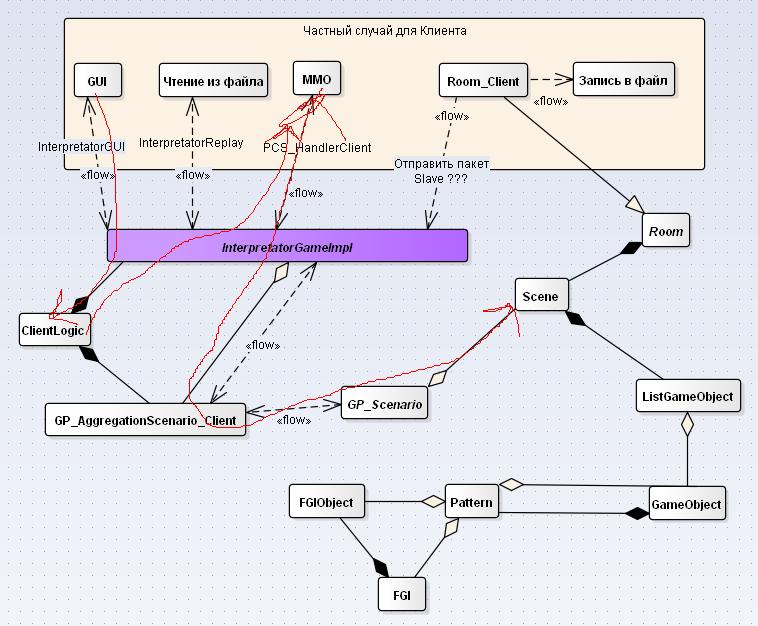 Частный случай для Клиента
GUI
Чтение из файла
MMO
Room_Client
Запись в файл
«flow»
«flow»
InterpretatorGUI
InterpretatorReplay
PCS_HandlerClient
Отправить пакет
Slave ???
«flow»
«flow»
«flow»
InterpretatorGameImpl
Room
Scene
ClientLogic
«flow»
ListGameObject
GP_AggregationScenario_Client
«flow»
GP_Scenario
FGIObject
Pattern
GameObject
FGI